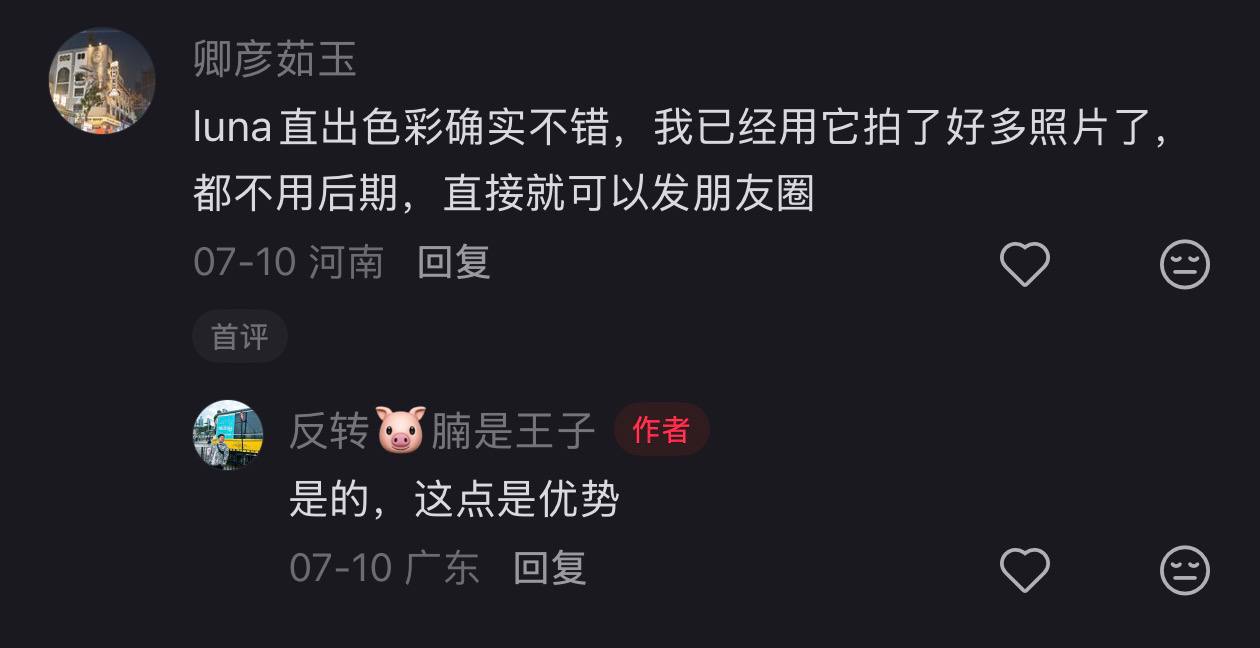 卿彦茹玉
luna直出色彩确实不错，我已经用它拍了好多照片了，
都不用后期，直接就可以发朋友圈
07-10 河南 回复
首评
反转🐷腩是王子 作者
是的，这点是优势
07-10 广东 回复